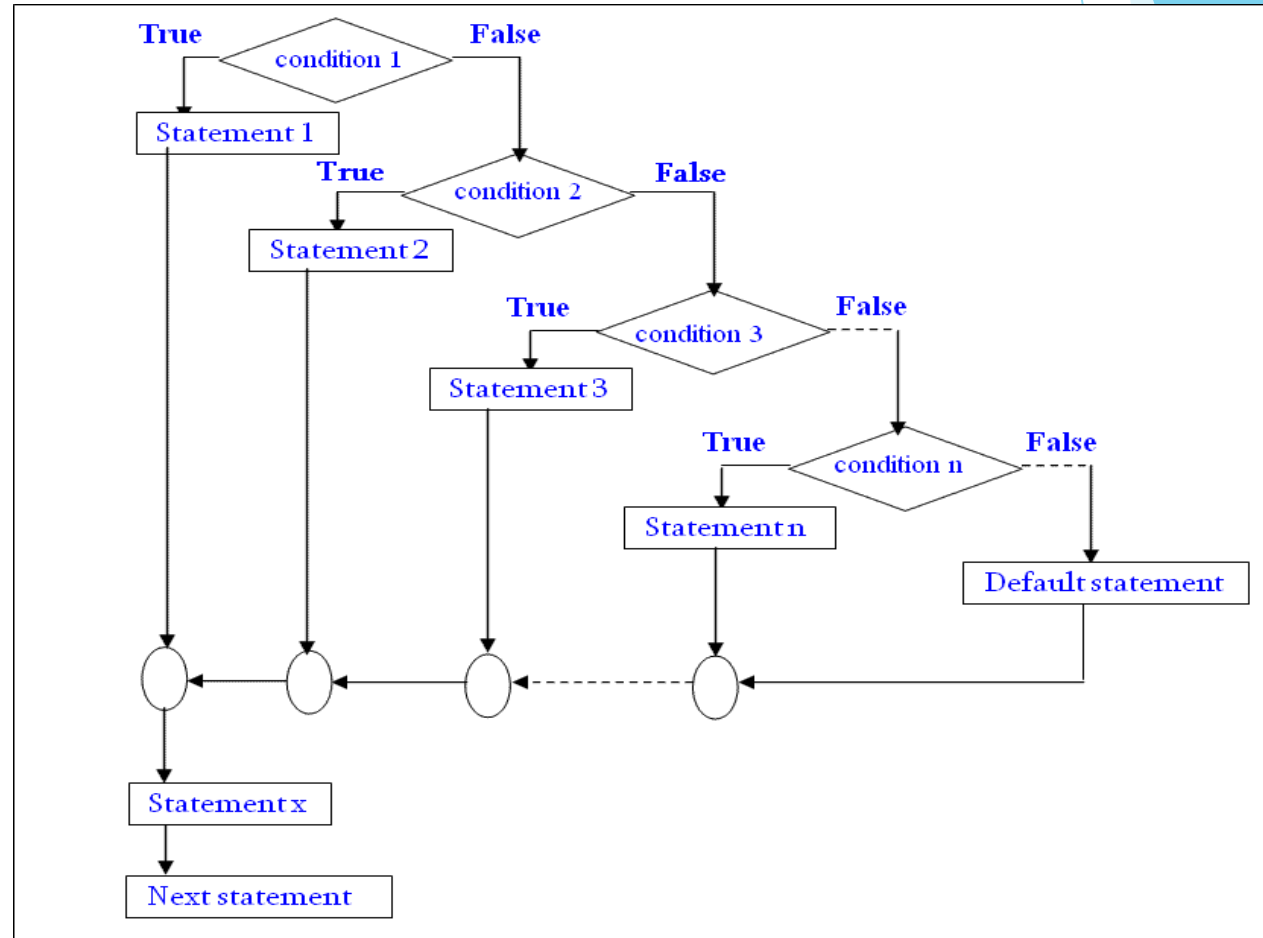 True
False
condition 1
Statement 1
True
False
condition 2
Statement 2
True
False
condition 3
Statement 3
True
False
condition n
Statement n
Default statement
Statement x
Next statement